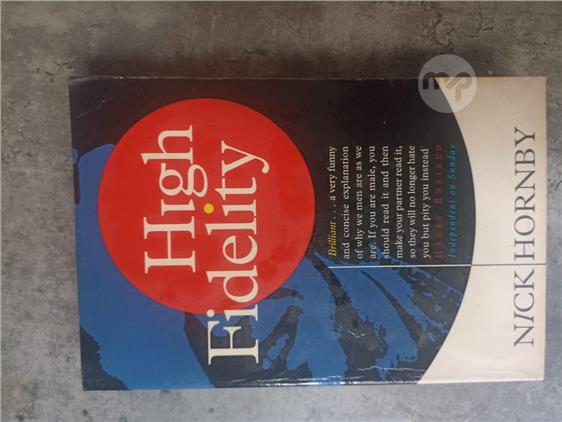 High
Fidelity
Brilliant . . . a very funny
and concise explanation
of why we men are as we
are. If you are male, you
should read it and then
make your partner read it,
so they will no longer hate
you but pity you instead
HARRY ENFIELD
Independent on Sunday
NICK HORNBY